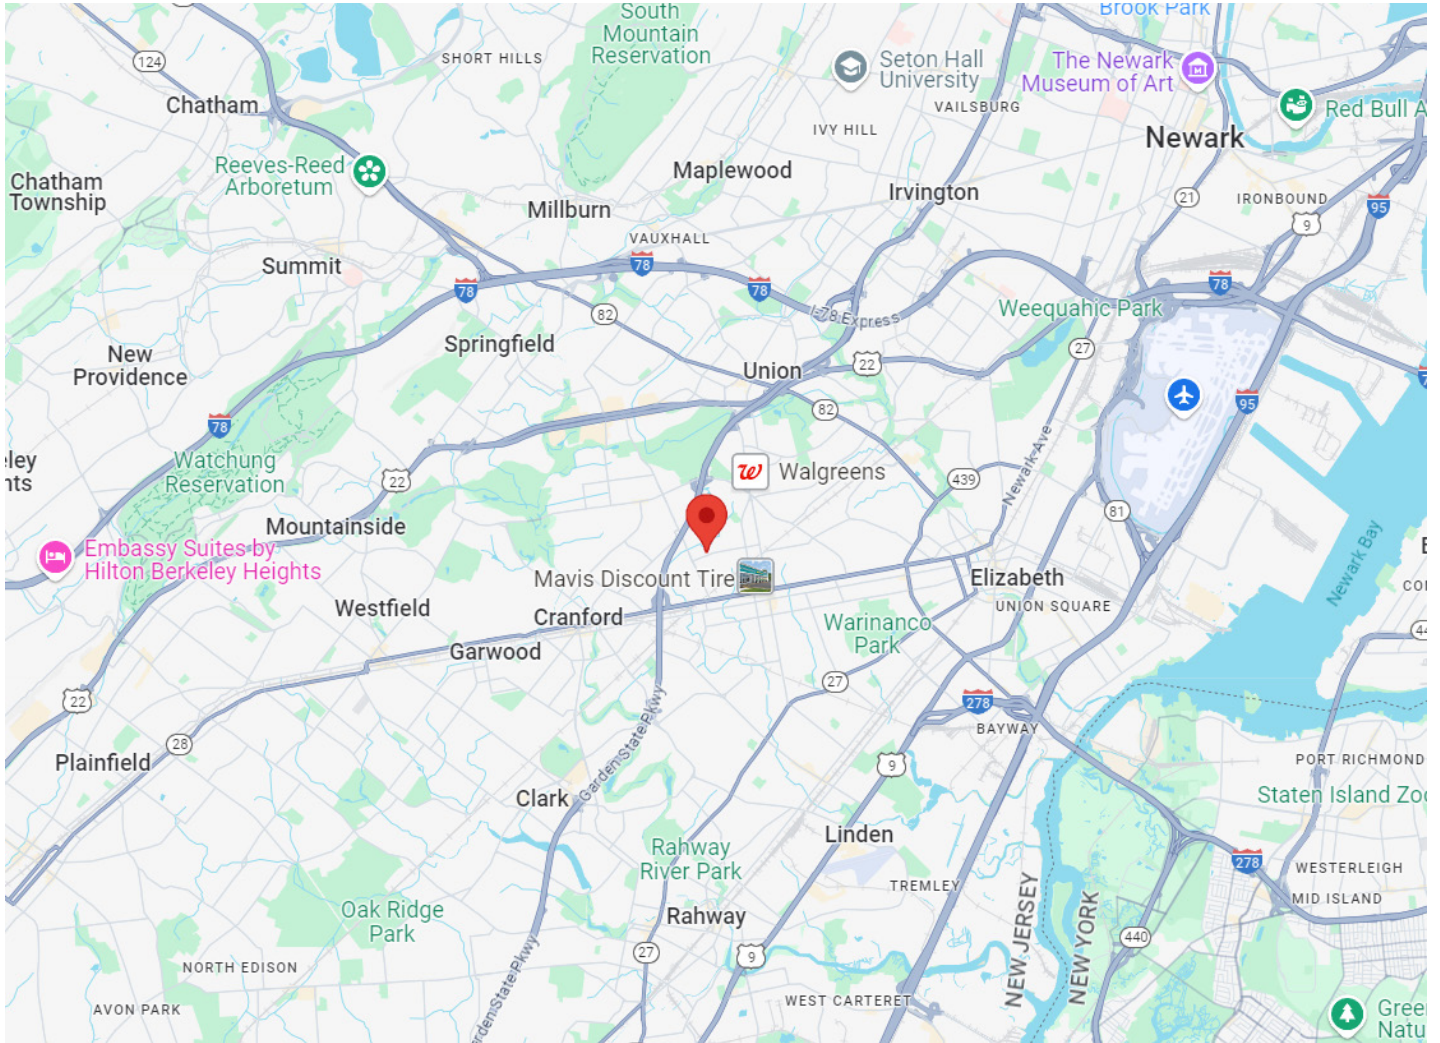 Brook Park
South
Mountain
Reservation
SHORT HILLS
124
Seton Hall
University
The Newark
Museum of Art
Chatham
VAILSBURG
Red Bull A
IVY HILL
Newark
Reeves-Reed
Arboretum
Maplewood
Chatham
Township
Irvington
21
IRONBOUND
95
9
Millburn
VAUXHALL
Summit
78
78
78
78
Weequahic Park
82
I-78 Express
Springfield
27
New
Providence
Union
22
95
82
78
Watchung
Reservation
22
Walgreens
439
Newark Ave
81
Mountainside
Embassy Suites by
Hilton Berkeley Heights
Mavis Discount Tire
Elizabeth
Newark Bay
Westfield
Cranford
UNION SQUARE
Warinanco
Park
Garwood
27
22
278
BAYWAY
28
Garden State Pkwy
Plainfield
9
PORT RICHMOND
Clark
Staten Island Zoo
Linden
Rahway
River Park
278
WESTERLEIGH
TREMLEY
MID ISLAND
Oak Ridge
Park
Rahway
NEW JERSEY
NEW YORK
440
27
9
NORTH EDISON
rden State Pkwy
AVON PARK
WEST CARTERET
Gree
Natu